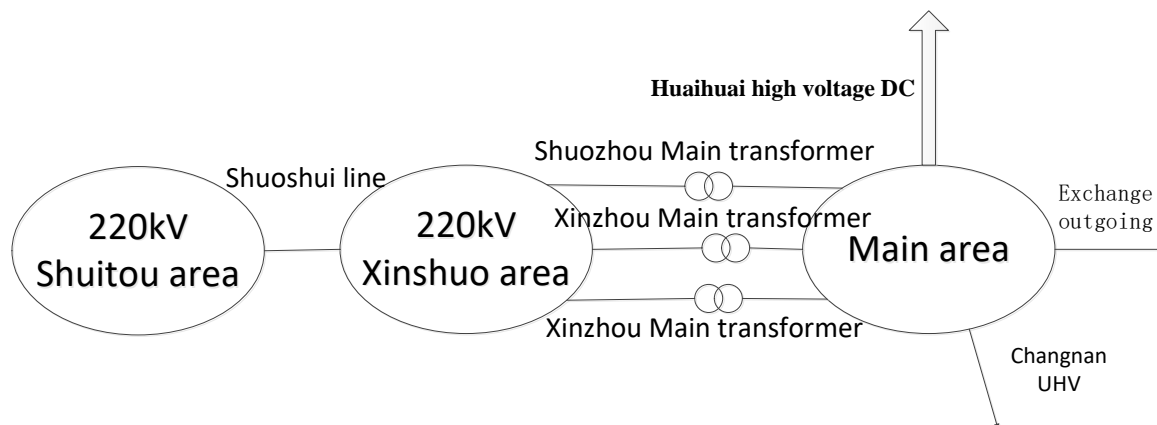 Huaihuai high voltage DC
Shuozhou Main transformer
Shuoshui line
Exchange
outgoing
220kV
Shuitou area
220kV
Xinshuo area
Xinzhou Main transformer
Main area
Xinzhou Main transformer
Changnan
UHV